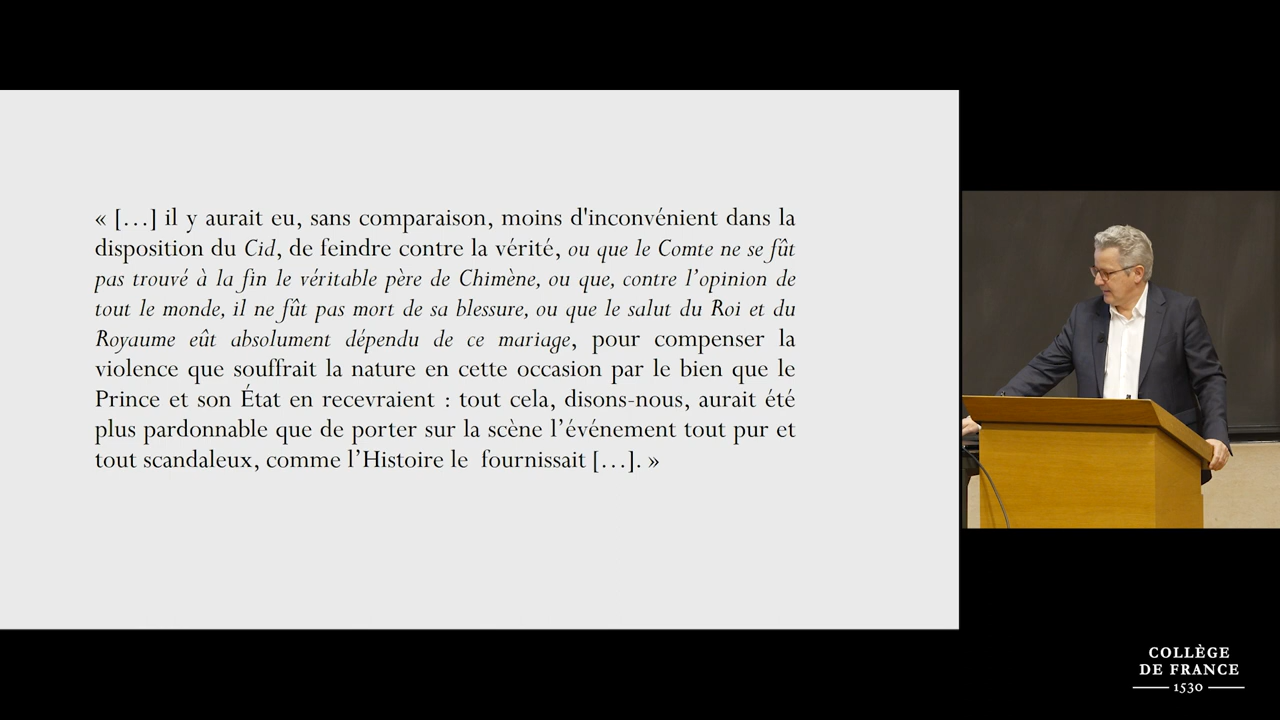 « […] il y aurait eu, sans comparaison, moins d'inconvénient dans la
disposition du Cid, de feindre contre la vérité, ou que le Comte ne se fût
pas trouvé à la fin le véritable père de Chimène, ou que, contre l’opinion de
tout le monde, il ne fût pas mort de sa blessure, ou que le salut du Roi et du
Royaume eût absolument dépendu de ce mariage, pour compenser la
violence que souffrait la nature en cette occasion par le bien que le
Prince et son État en recevraient : tout cela, disons-nous, aurait été
plus pardonnable que de porter sur la scène l’événement tout pur et
tout scandaleux, comme l’Histoire le fournissait […]. »
COLLÈGE
DE FRANCE
1530